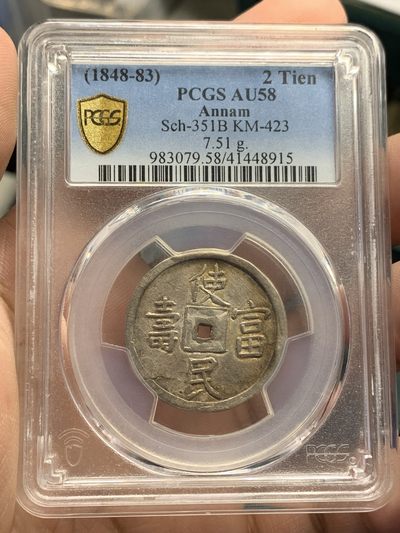 (1848-83) 2 Tien
PCGS AU58
Annam
Sch-351B KM-423
7.51 g.
983079.58/41448915
PCGS
使
壽 富
民
PCGS